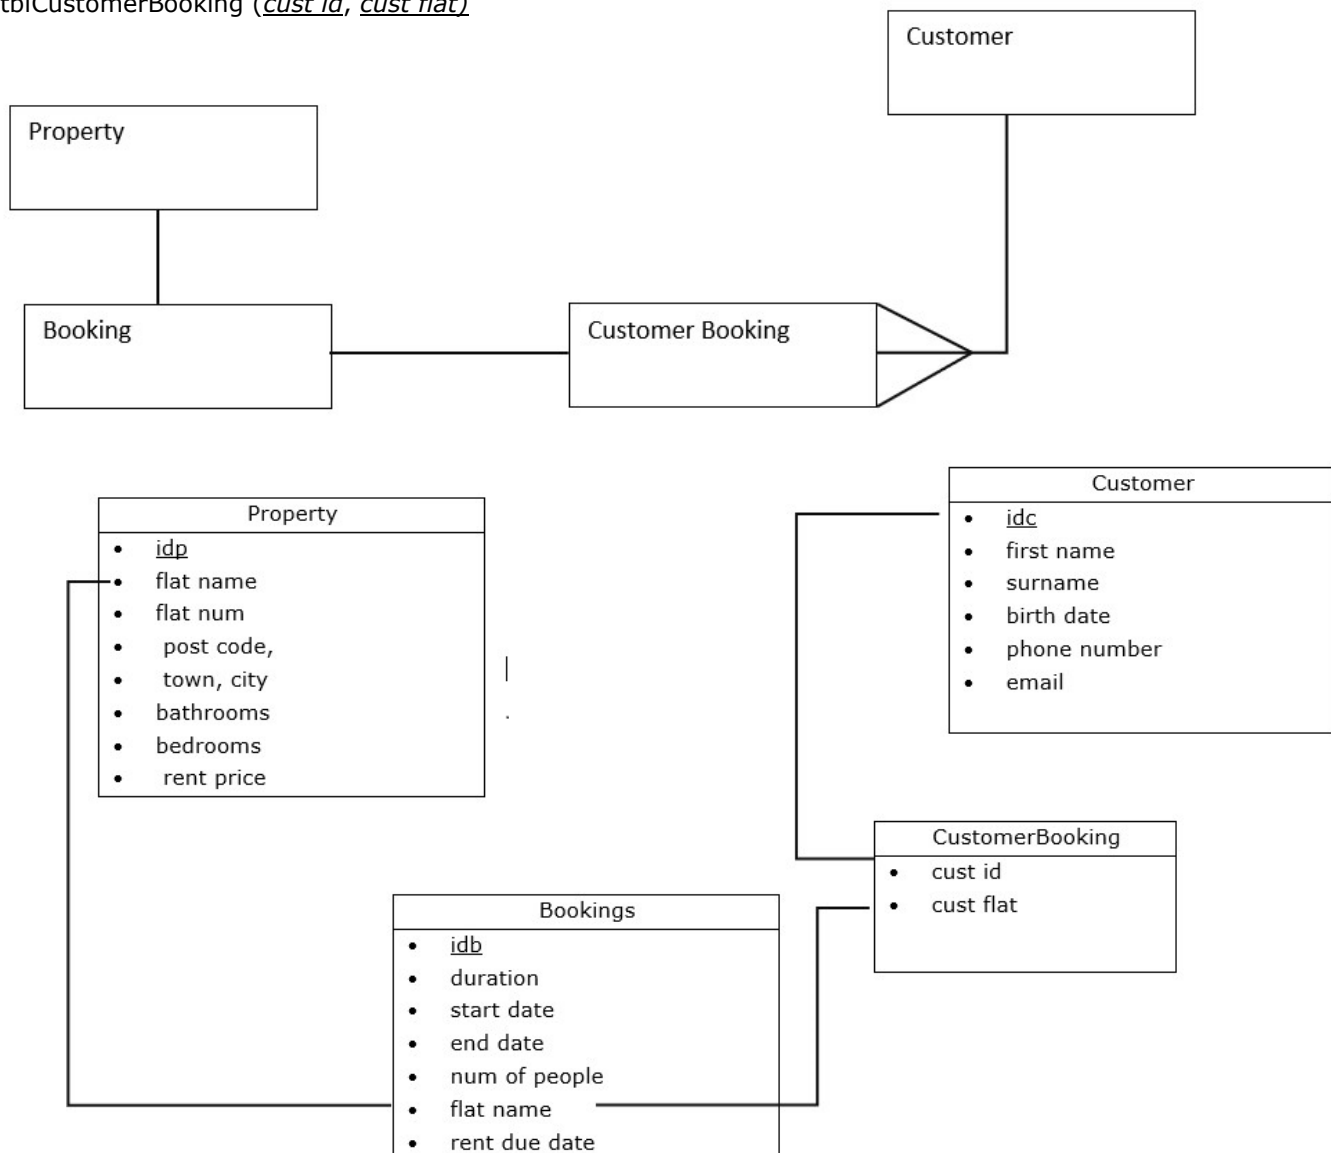 tblCustomerBooking (cust id, cust flat)
Customer
Property
Booking
Customer Booking
Property
• idp
• flat name
• flat num
• post code,
• town, city
• bathrooms
• bedrooms
• rent price
Customer
• idc
• first name
• surname
• birth date
• phone number
• email
CustomerBooking
• cust id
• cust flat
Bookings
• idb
• duration
• start date
• end date
• num of people
• flat name
• rent due date